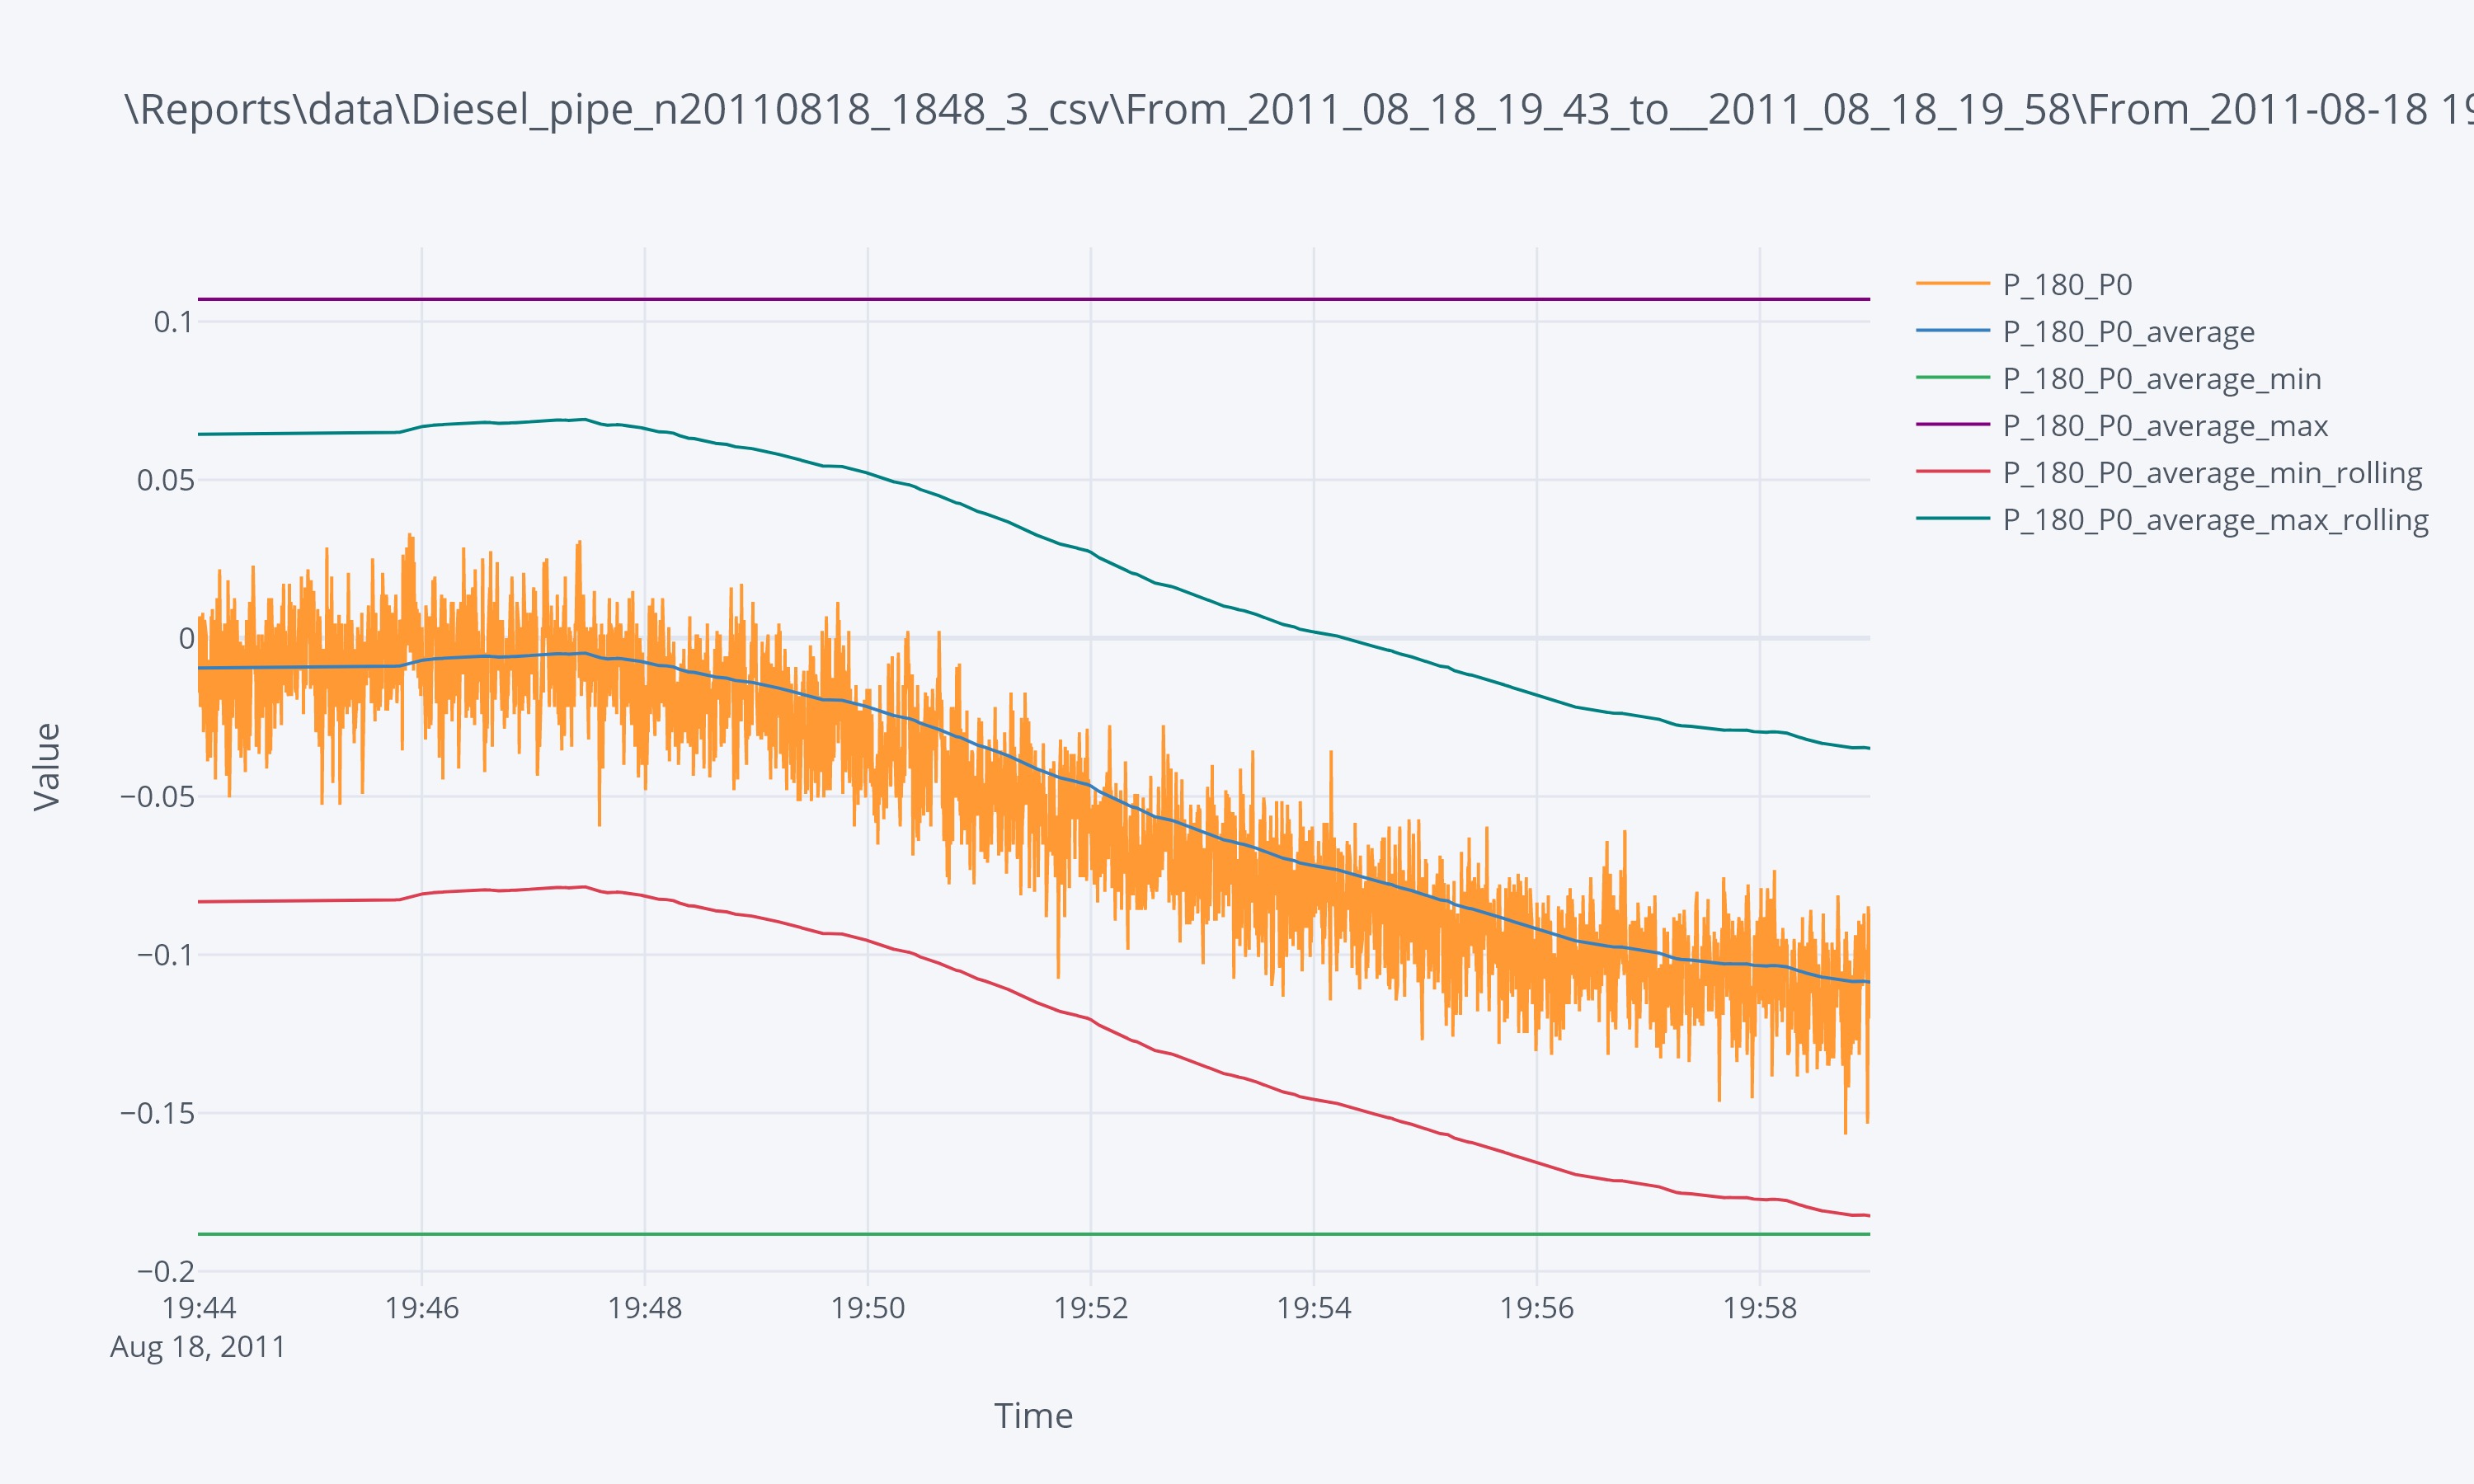 \Reports\data\Diesel_pipe_n20110818_1848_3_csv\From_2011_08_18_19_43_to__2011_08_18_19_58\From_2011-08-18 19
P_180_P0
P_180_P0_average
P_180_P0_average_min
P_180_P0_average_max
P_180_P0_average_min_rolling
P_180_P0_average_max_rolling
0.1
0.05
0
−0.05
−0.1
−0.15
−0.2
Value
19:44 19:46 19:48 19:50 19:52 19:54 19:56 19:58
Aug 18, 2011
Time